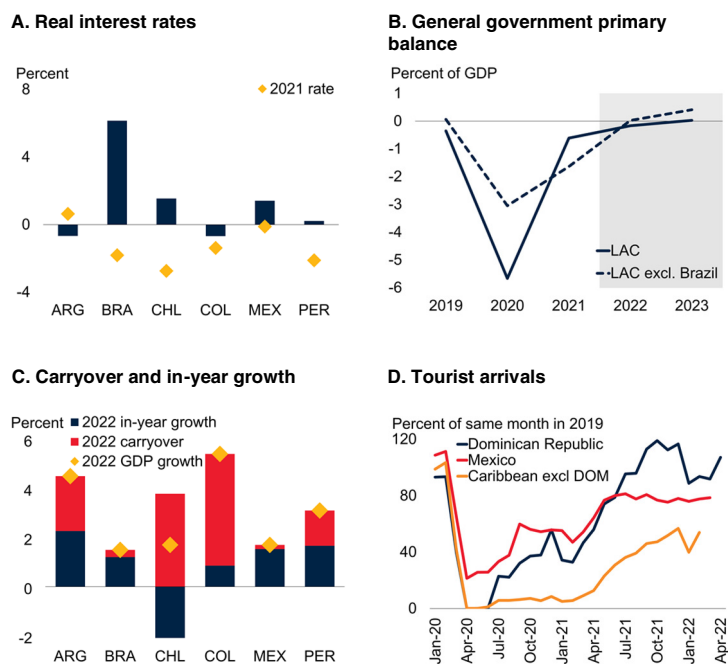 A. Real interest rates
Percent
8
2021 rate
4
0
-4
ARG BRA CHL COL MEX PER
B. General government primary
balance
Percent of GDP
1
0
-1
-2
-3
-4
-5
-6
LAC
LAC excl. Brazil
2019 2020 2021 2022 2023
C. Carryover and in-year growth
Percent
6
2022 in-year growth
2022 carryover
2022 GDP growth
4
2
0
-2
ARG BRA CHL COL MEX PER
D. Tourist arrivals
Percent of same month in 2019
120
Dominican Republic
Mexico
Caribbean excl DOM
80
40
0
Jan-20
Apr-20
Jul-20
Oct-20
Jan-21
Apr-21
Jul-21
Oct-21
Jan-22
Apr-22